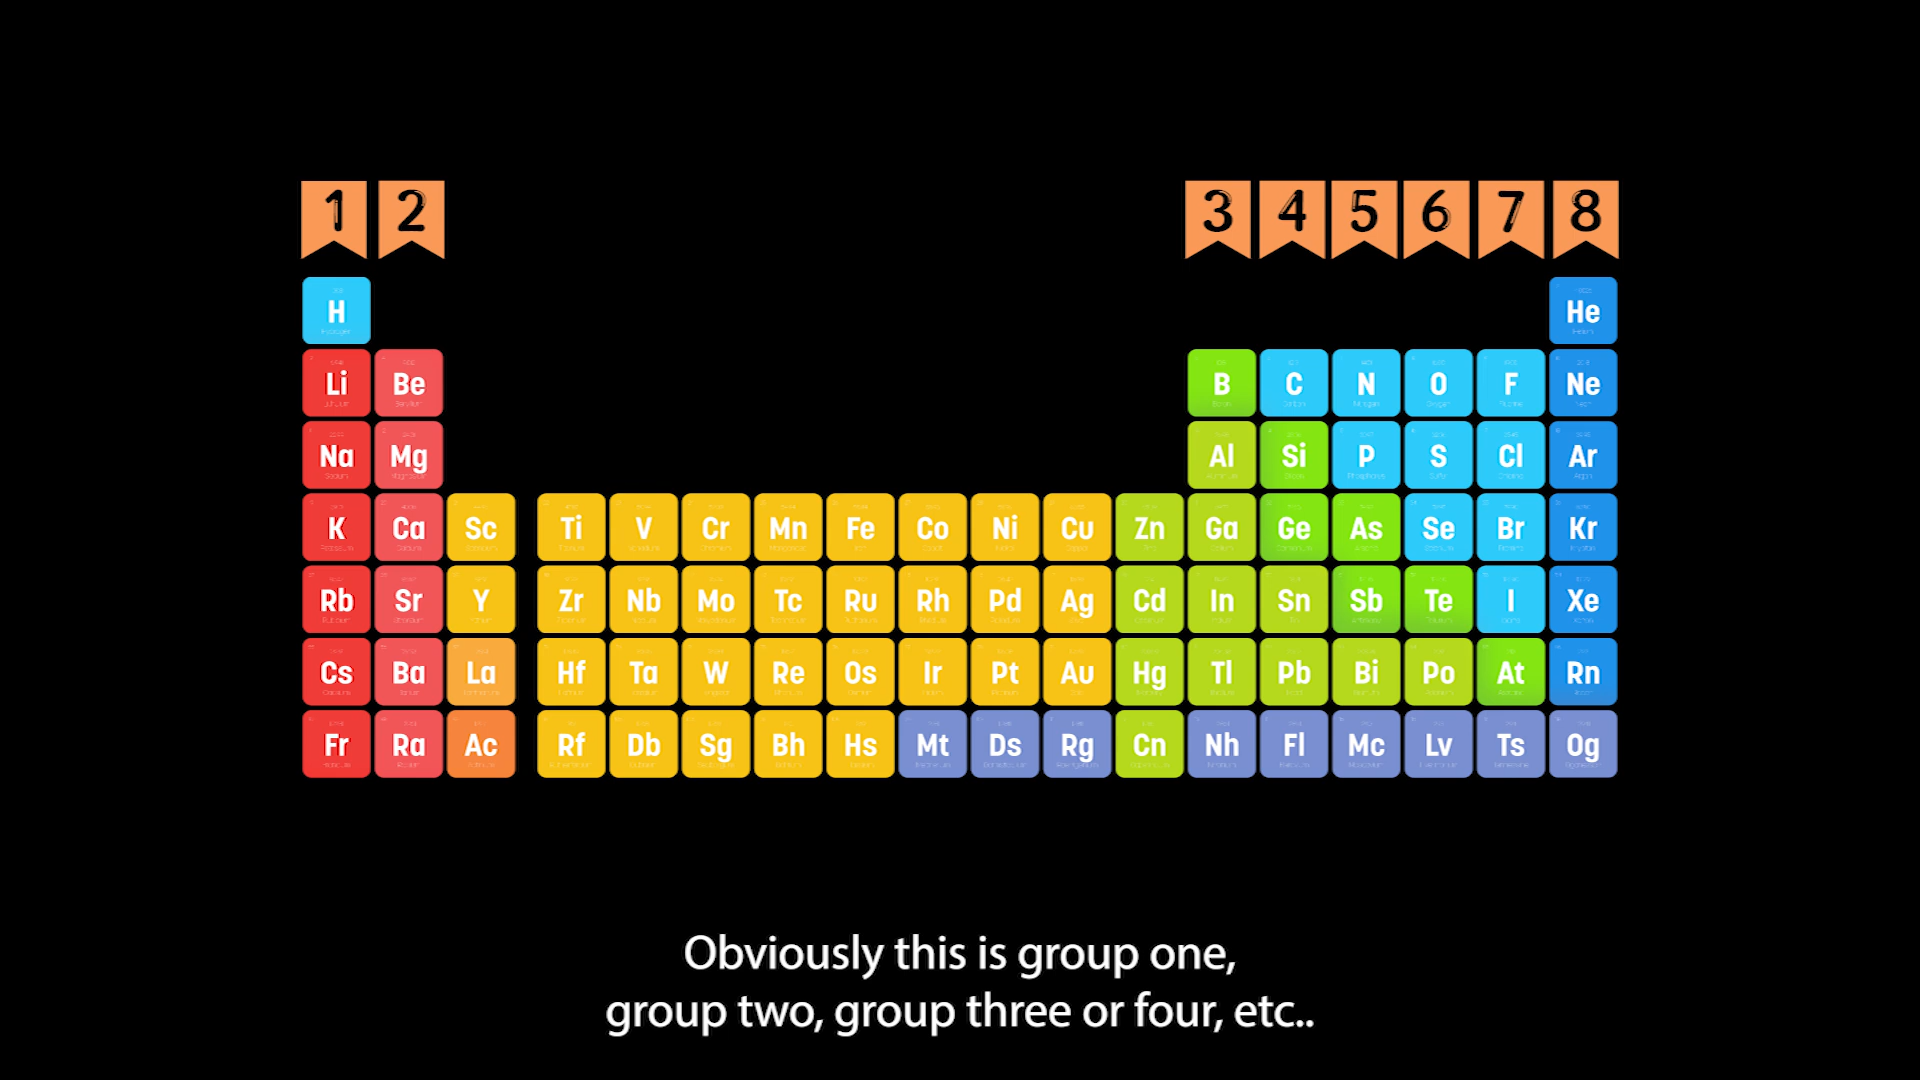 1 2 3 4 5 6 7 8
H He
Li Be B C N O F Ne
Na Mg Al Si P S Cl Ar
K Ca Sc Ti V Cr Mn Fe Co Ni Cu Zn Ga Ge As Se Br Kr
Rb Sr Y Zr Nb Mo Tc Ru Rh Pd Ag Cd In Sn Sb Te I Xe
Cs Ba La Hf Ta W Re Os Ir Pt Au Hg Tl Pb Bi Po At Rn
Fr Ra Ac Rf Db Sg Bh Hs Mt Ds Rg Cn Nh Fl Mc Lv Ts Og
Obviously this is group one,
group two, group three or four, etc..